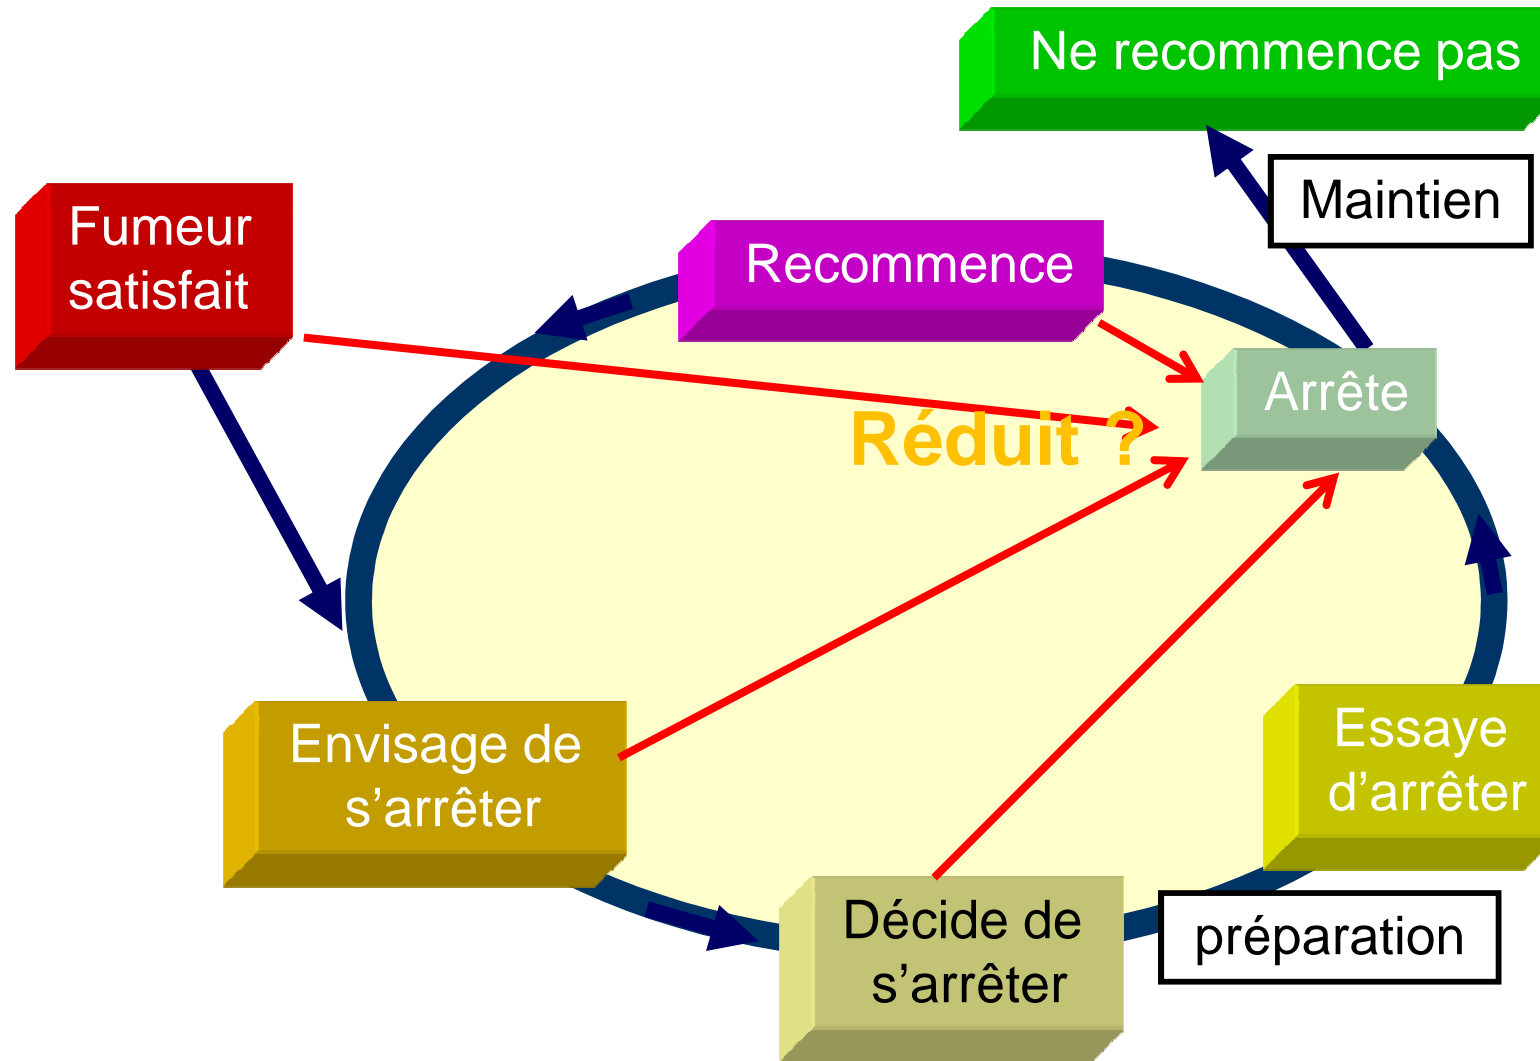 Ne recommence pas
Maintien
Fumeur
satisfait
Recommence
Arrête
Réduit ?
Envisage de
s’arrêter
Essaye
d’arrêter
Décide de
s’arrêter
préparation